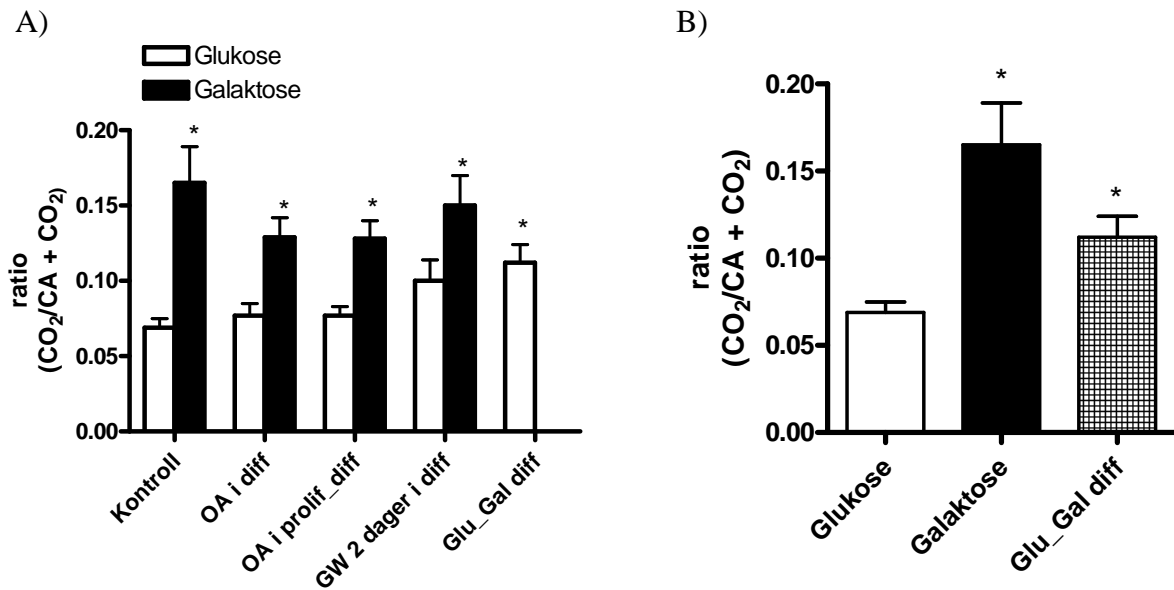 A)
Glukose
Galaktose
0.20
0.15
0.10
0.05
0.00
ratio
(CO₂/CA + CO₂)
*
*
*
*
*
Kontroll
OA i diff
OA i prolif_diff
GW 2 dager i diff
Glu_Gal diff
B)
0.20
0.15
0.10
0.05
0.00
ratio
(CO₂/CA + CO₂)
*
*
Glukose
Galaktose
Glu_Gal diff